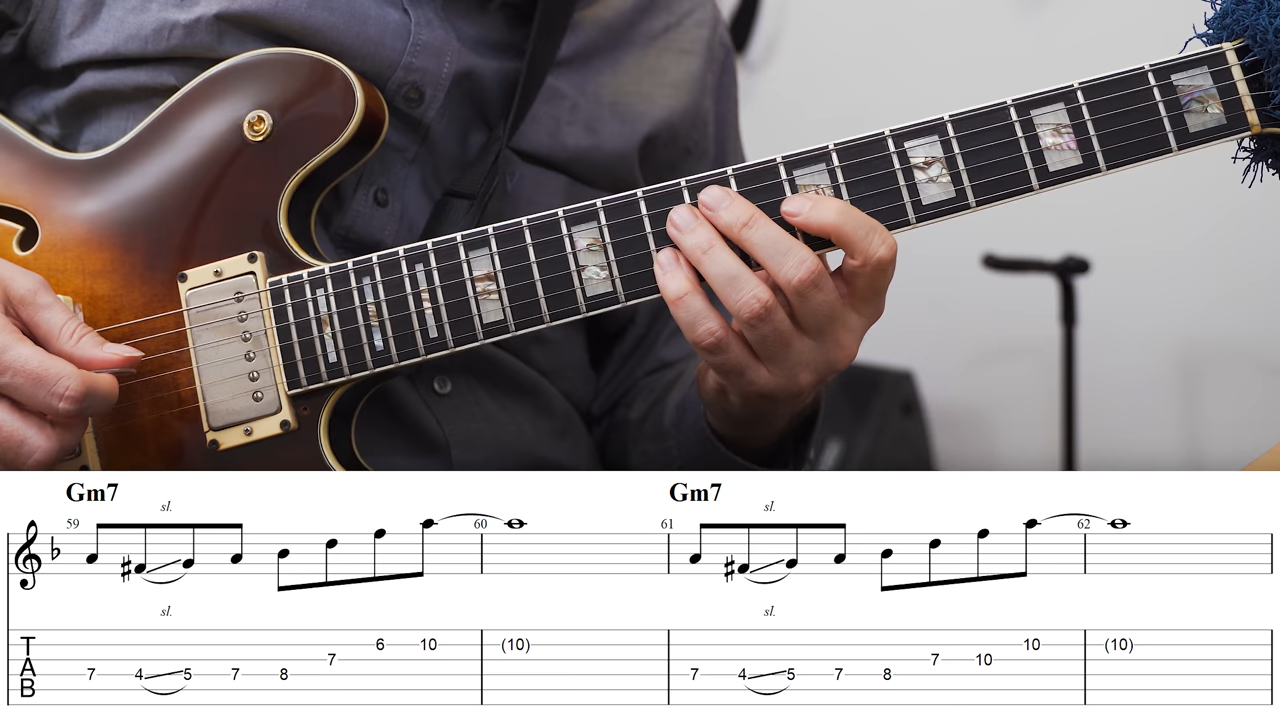 Gm7 Gm7
sl. sl.
59 60 61 62
sl. sl.
T 6 10 (10) 10 (10)
7 7 10
A 7 4 5 7 8 7 4 5 7 8
B